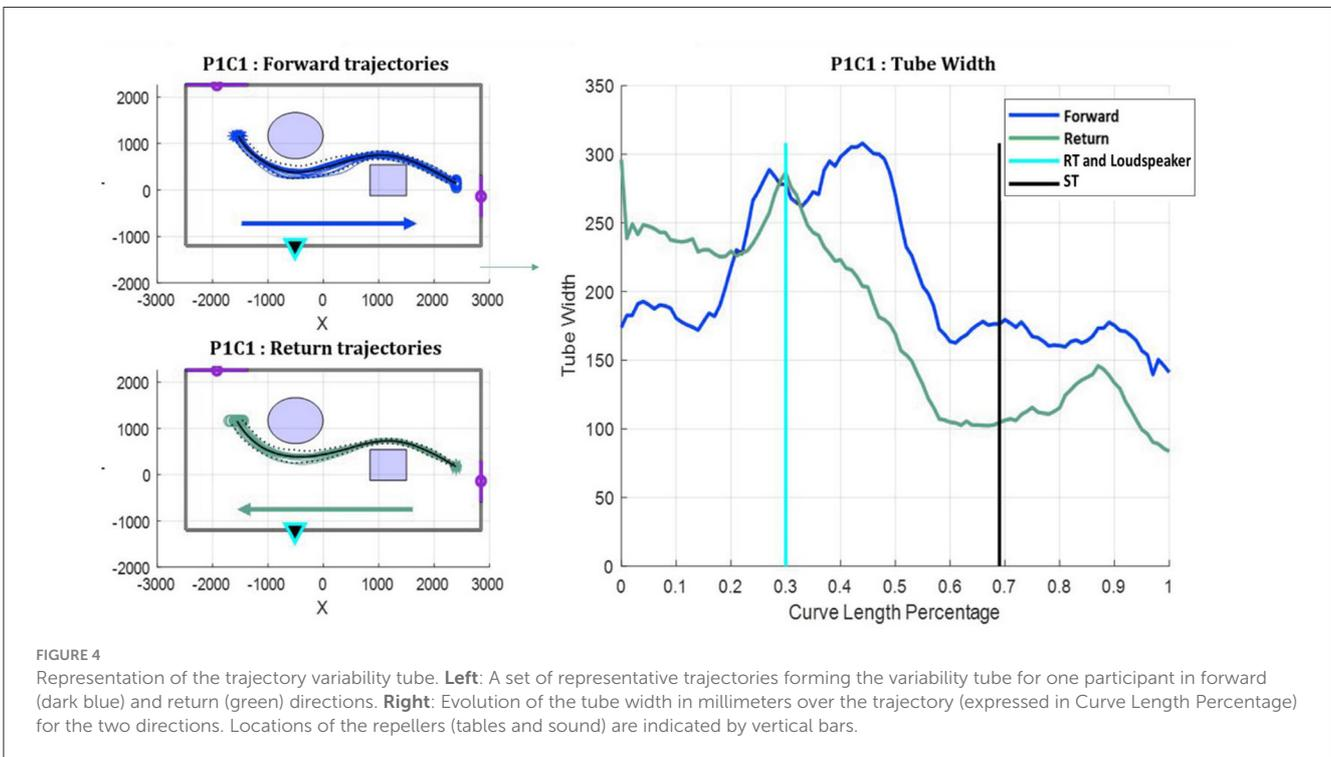 P1C1 : Forward trajectories
2000
1000
0
-1000
-2000
-3000 -2000 -1000 0 1000 2000 3000
X
P1C1 : Return trajectories
2000
1000
0
-1000
-2000
-3000 -2000 -1000 0 1000 2000 3000
X
P1C1 : Tube Width
350
300
250
200
150
100
50
0
Tube Width
0 0.1 0.2 0.3 0.4 0.5 0.6 0.7 0.8 0.9 1
Curve Length Percentage
Forward
Return
RT and Loudspeaker
ST
FIGURE 4
Representation of the trajectory variability tube. Left: A set of representative trajectories forming the variability tube for one participant in forward
(dark blue) and return (green) directions. Right: Evolution of the tube width in millimeters over the trajectory (expressed in Curve Length Percentage)
for the two directions. Locations of the repellers (tables and sound) are indicated by vertical bars.